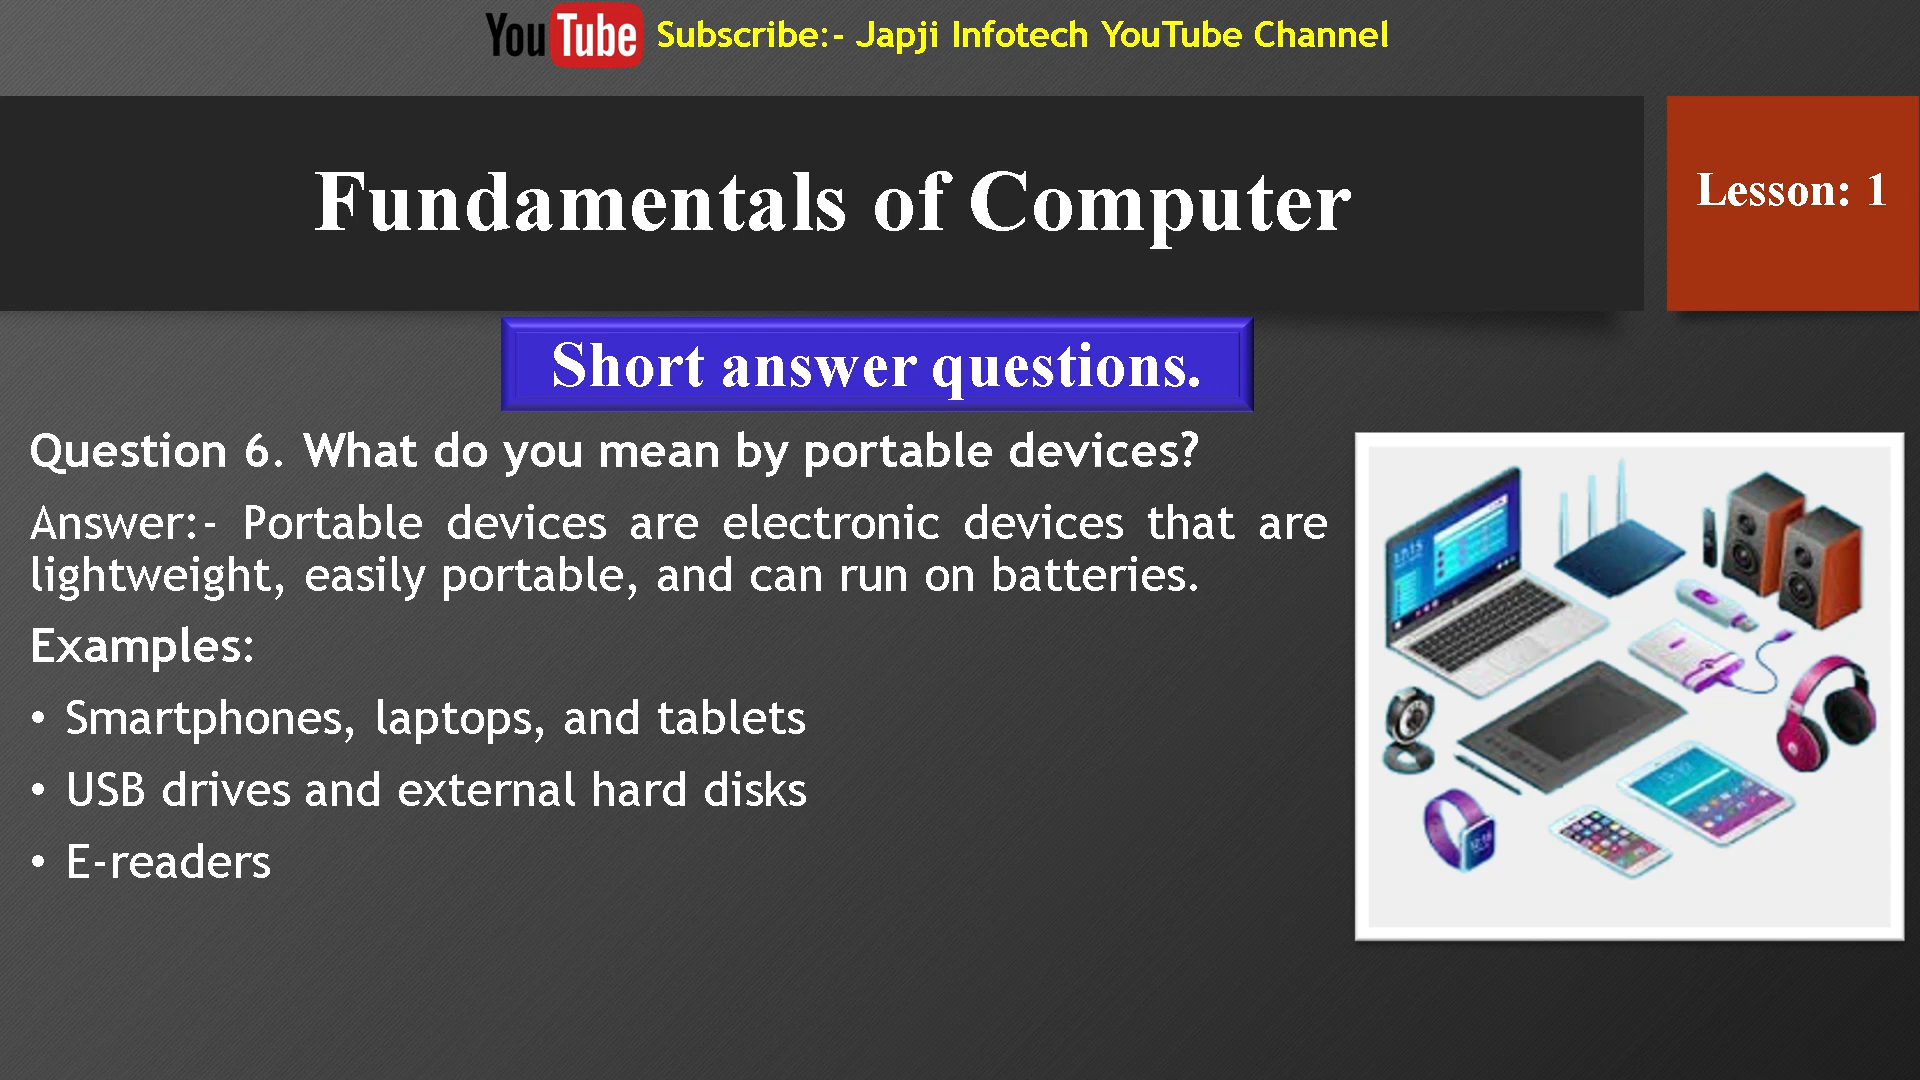 YouTube Subscribe:- Japji Infotech YouTube Channel
Fundamentals of Computer
Lesson: 1
Short answer questions.
Question 6. What do you mean by portable devices?
Answer:- Portable devices are electronic devices that are
lightweight, easily portable, and can run on batteries.
Examples:
• Smartphones, laptops, and tablets
• USB drives and external hard disks
• E-readers